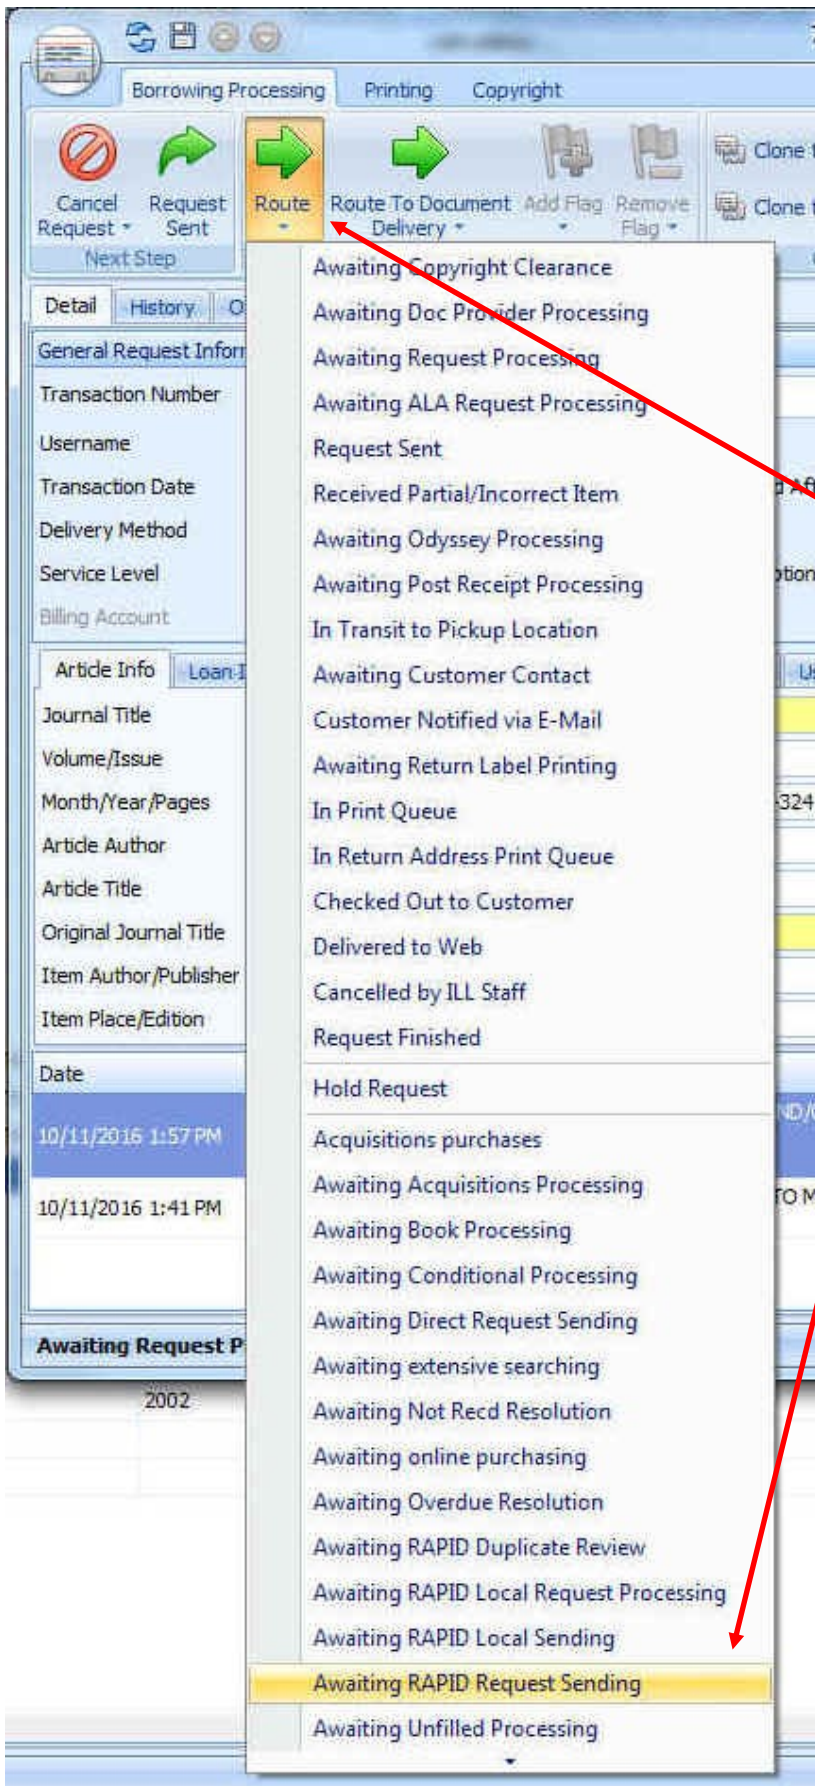 Borrowing Processing Printing Copyright
Cancel Request Request Sent Route Route To Document Delivery Add Flag Remove Flag Clone
Clone
Next Step
Detail History
General Request
Transaction Number
Username
Transaction Date
Delivery Method
Service Level
Billing Account
Article Info Loan
Journal Title
Volume/Issue
Month/Year/Pages -324
Article Author
Article Title
Original Journal Title
Item Author/Publisher
Item Place/Edition
Date
10/11/2016 1:57 PM
10/11/2016 1:41 PM
Awaiting Request P
2002
Awaiting Copyright Clearance
Awaiting Doc Provider Processing
Awaiting Request Processing
Awaiting ALA Request Processing
Request Sent
Received Partial/Incorrect Item
Awaiting Odyssey Processing
Awaiting Post Receipt Processing
In Transit to Pickup Location
Awaiting Customer Contact
Customer Notified via E-Mail
Awaiting Return Label Printing
In Print Queue
In Return Address Print Queue
Checked Out to Customer
Delivered to Web
Cancelled by ILL Staff
Request Finished
Hold Request
Acquisitions purchases
Awaiting Acquisitions Processing
Awaiting Book Processing
Awaiting Conditional Processing
Awaiting Direct Request Sending
Awaiting extensive searching
Awaiting Not Recd Resolution
Awaiting online purchasing
Awaiting Overdue Resolution
Awaiting RAPID Duplicate Review
Awaiting RAPID Local Request Processing
Awaiting RAPID Local Sending
Awaiting RAPID Request Sending
Awaiting Unfilled Processing